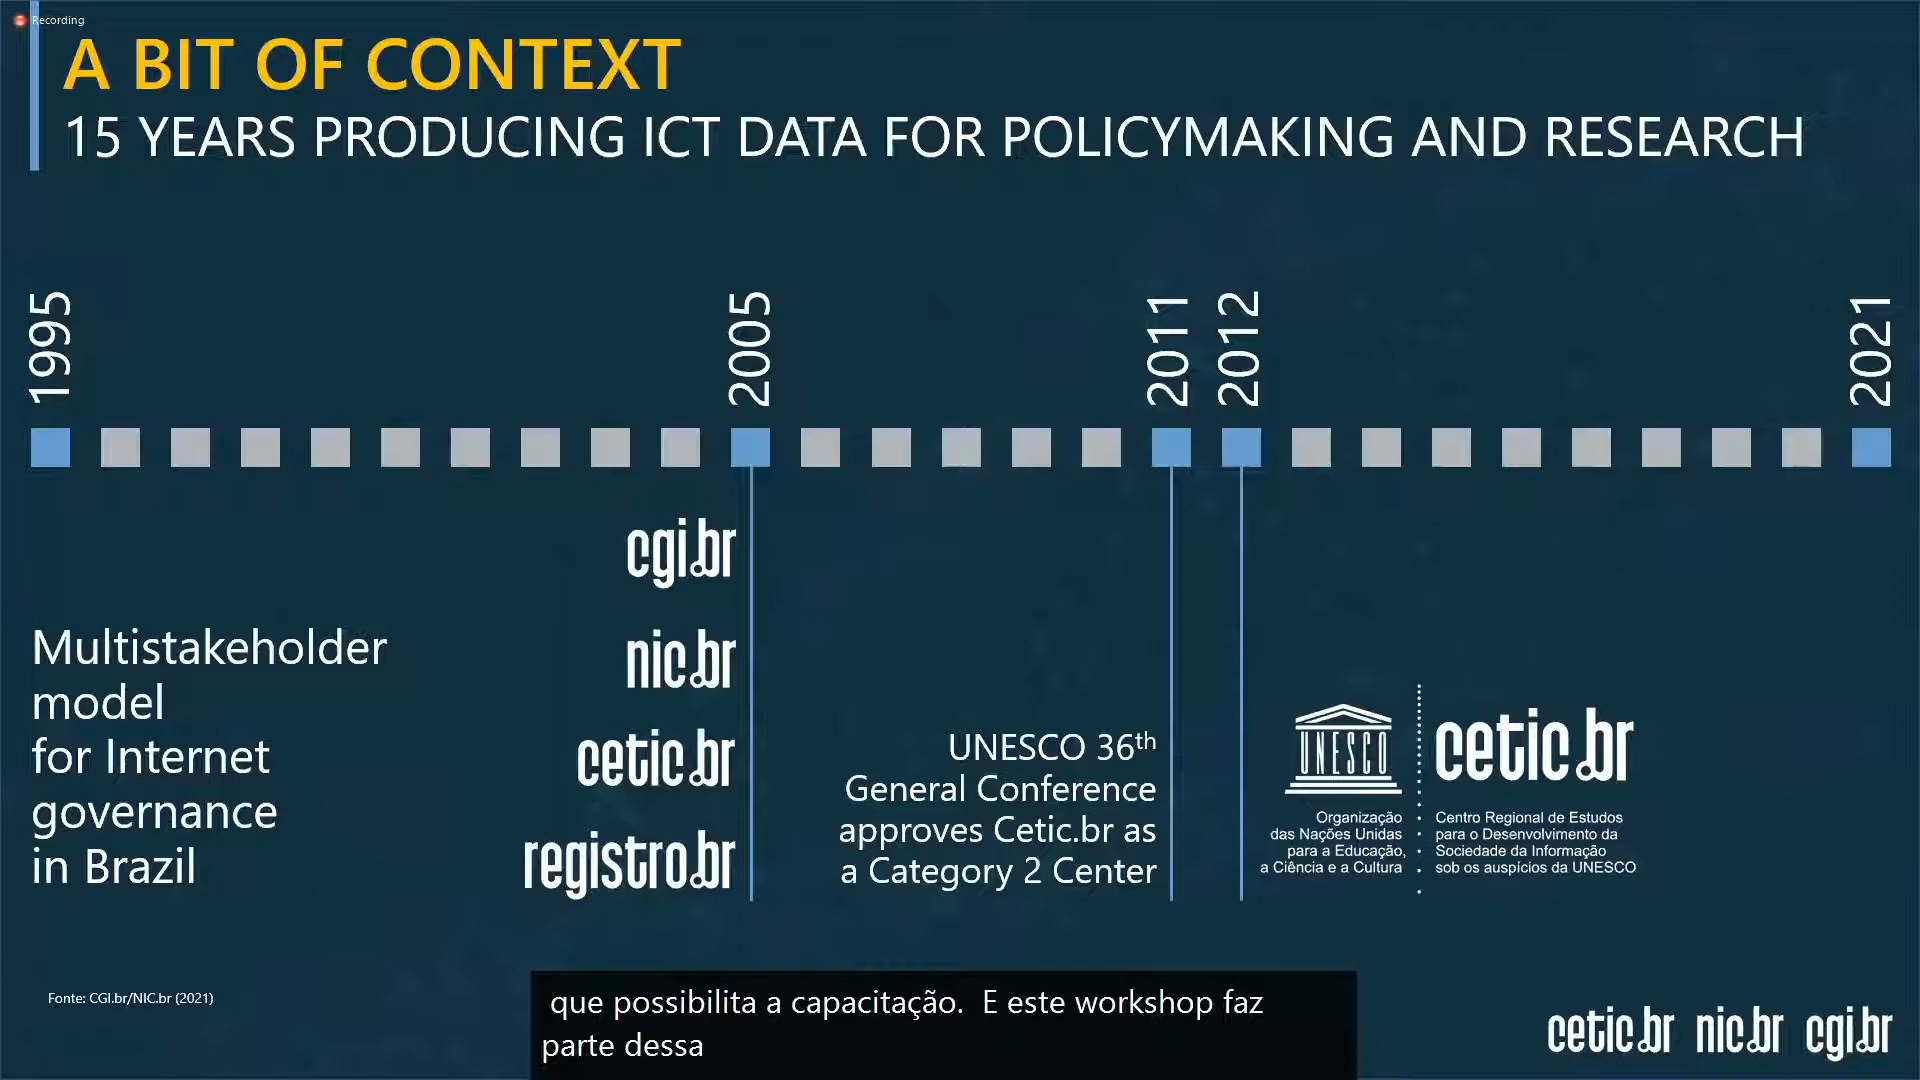 Recording
A BIT OF CONTEXT
15 YEARS PRODUCING ICT DATA FOR POLICYMAKING AND RESEARCH
1995
2005
2011
2012
2021
Multistakeholder
model
for Internet
governance
in Brazil
cgi.br
nic.br
cetic.br
registro.br
UNESCO 36th
General Conference
approves Cetic.br as
a Category 2 Center
UNESCO
Organização
das Nações Unidas
para a Educação,
a Ciência e a Cultura
cetic.br
Centro Regional de Estudos
para o Desenvolvimento da
Sociedade da Informação
sob os auspícios da UNESCO
Fonte: CGI.br/NIC.br (2021)
que possibilita a capacitação. E este workshop faz
parte dessa
cetic.br nic.br cgi.br